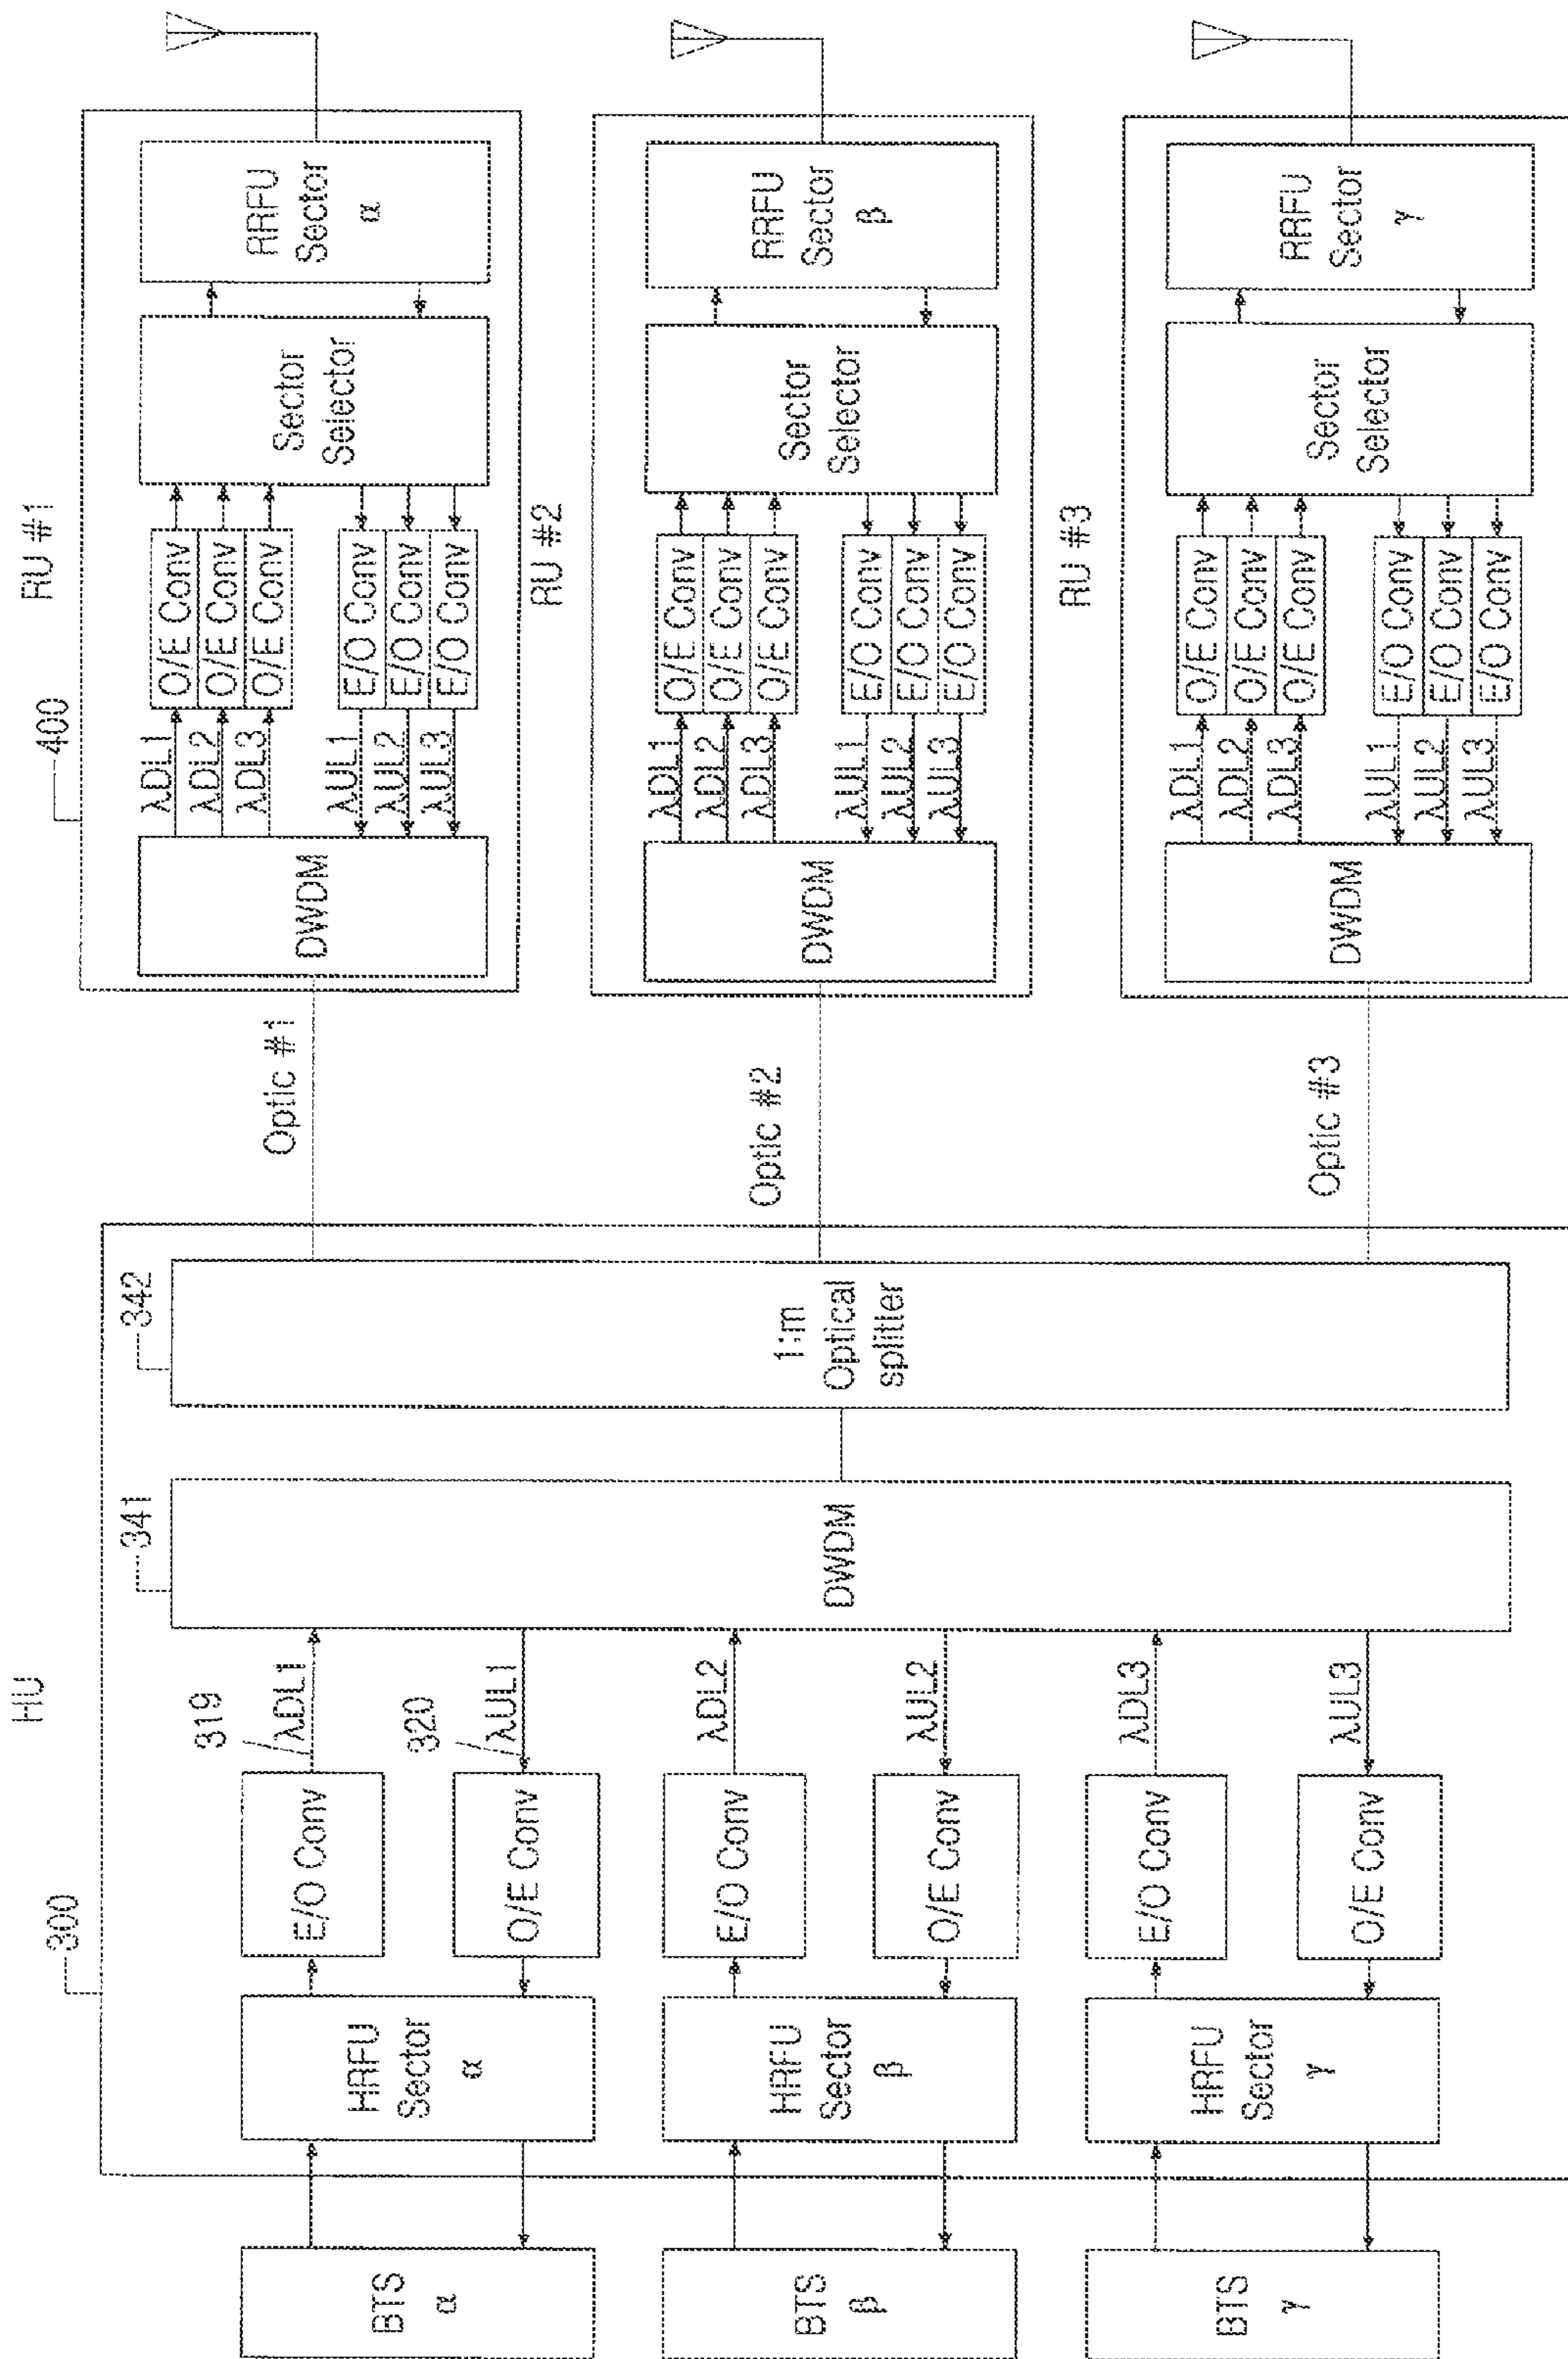 HU
300
BTS
α
BTS
β
BTS
γ
HRFU
Sector
α
HRFU
Sector
β
HRFU
Sector
γ
E/O Conv
O/E Conv
E/O Conv
O/E Conv
E/O Conv
O/E Conv
319
λDL1
320
λUL1
λDL2
λUL2
λDL3
λUL3
341
DWDM
342
1:m
Optical
splitter
Optic #1
Optic #2
Optic #3
RU #1
400
DWDM
λDL1
λDL2
λDL3
λUL1
λUL2
λUL3
O/E Conv
O/E Conv
O/E Conv
E/O Conv
E/O Conv
E/O Conv
Sector
Selector
RRFU
Sector
α
RU #2
DWDM
λDL1
λDL2
λDL3
λUL1
λUL2
λUL3
O/E Conv
O/E Conv
O/E Conv
E/O Conv
E/O Conv
E/O Conv
Sector
Selector
RRFU
Sector
β
RU #3
DWDM
λDL1
λDL2
λDL3
λUL1
λUL2
λUL3
O/E Conv
O/E Conv
O/E Conv
E/O Conv
E/O Conv
E/O Conv
Sector
Selector
RRFU
Sector
γ